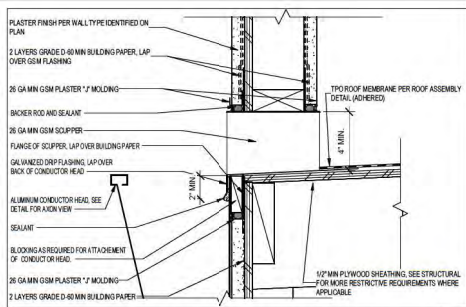 PLASTER FINISH PER WALL TYPE IDENTIFIED ON
PLAN
2 LAYERS GRADE D-60 MIN BUILDING PAPER, LAP
OVER GSM FLASHING
26 GA MIN GSM PLASTER "J" MOLDING
BACKER ROD AND SEALANT
26 GA MIN GSM SCUPPER
FLANGE OF SCUPPER, LAP OVER BUILDING PAPER
GALVANIZED DRIP FLASHING, LAP OVER
BACK OF CONDUCTOR HEAD
ALUMINUM CONDUCTOR HEAD, SEE
DETAIL FOR AXON VIEW
SEALANT
BLOCKING AS REQUIRED FOR ATTACHEMENT
OF CONDUCTOR HEAD.
26 GA MIN GSM PLASTER "J" MOLDING
2 LAYERS GRADE D-60 MIN BUILDING PAPER
2" MIN.
TPO ROOF MEMBRANE PER ROOF ASSEMBLY
DETAIL (ADHERED)
4" MIN.
1/2" MIN PLYWOOD SHEATHING, SEE STRUCTURAL
FOR MORE RESTRICTIVE REQUIREMENTS WHERE
APPLICABLE